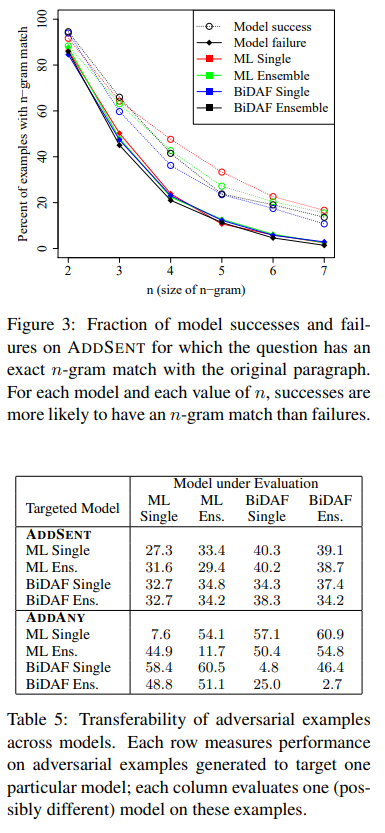 Percent of examples with n−gram match
0 20 40 60 80 100
Model success
Model failure
ML Single
ML Ensemble
BiDAF Single
BiDAF Ensemble
2 3 4 5 6 7
n (size of n−gram)
Figure 3: Fraction of model successes and fail-
ures on ADDSENT for which the question has an
exact n-gram match with the original paragraph.
For each model and each value of n, successes are
more likely to have an n-gram match than failures.
Model under Evaluation
Targeted Model ML Single ML Ens. BiDAF Single BiDAF Ens.
ADDSENT
ML Single 27.3 33.4 40.3 39.1
ML Ens. 31.6 29.4 40.2 38.7
BiDAF Single 32.7 34.8 34.3 37.4
BiDAF Ens. 32.7 34.2 38.3 34.2
ADDANY
ML Single 7.6 54.1 57.1 60.9
ML Ens. 44.9 11.7 50.4 54.8
BiDAF Single 58.4 60.5 4.8 46.4
BiDAF Ens. 48.8 51.1 25.0 2.7
Table 5: Transferability of adversarial examples
across models. Each row measures performance
on adversarial examples generated to target one
particular model; each column evaluates one (pos-
sibly different) model on these examples.